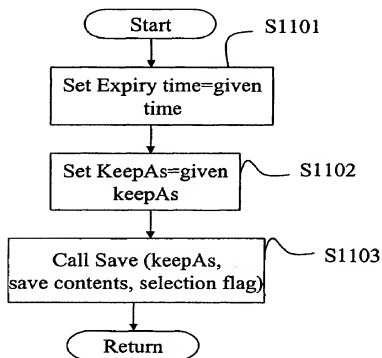 Start
S1101
Set Expiry time=given
time
Set KeepAs=given
keepAs
S1102
Call Save (keepAs,
save contents, selection flag)
S1103
Return